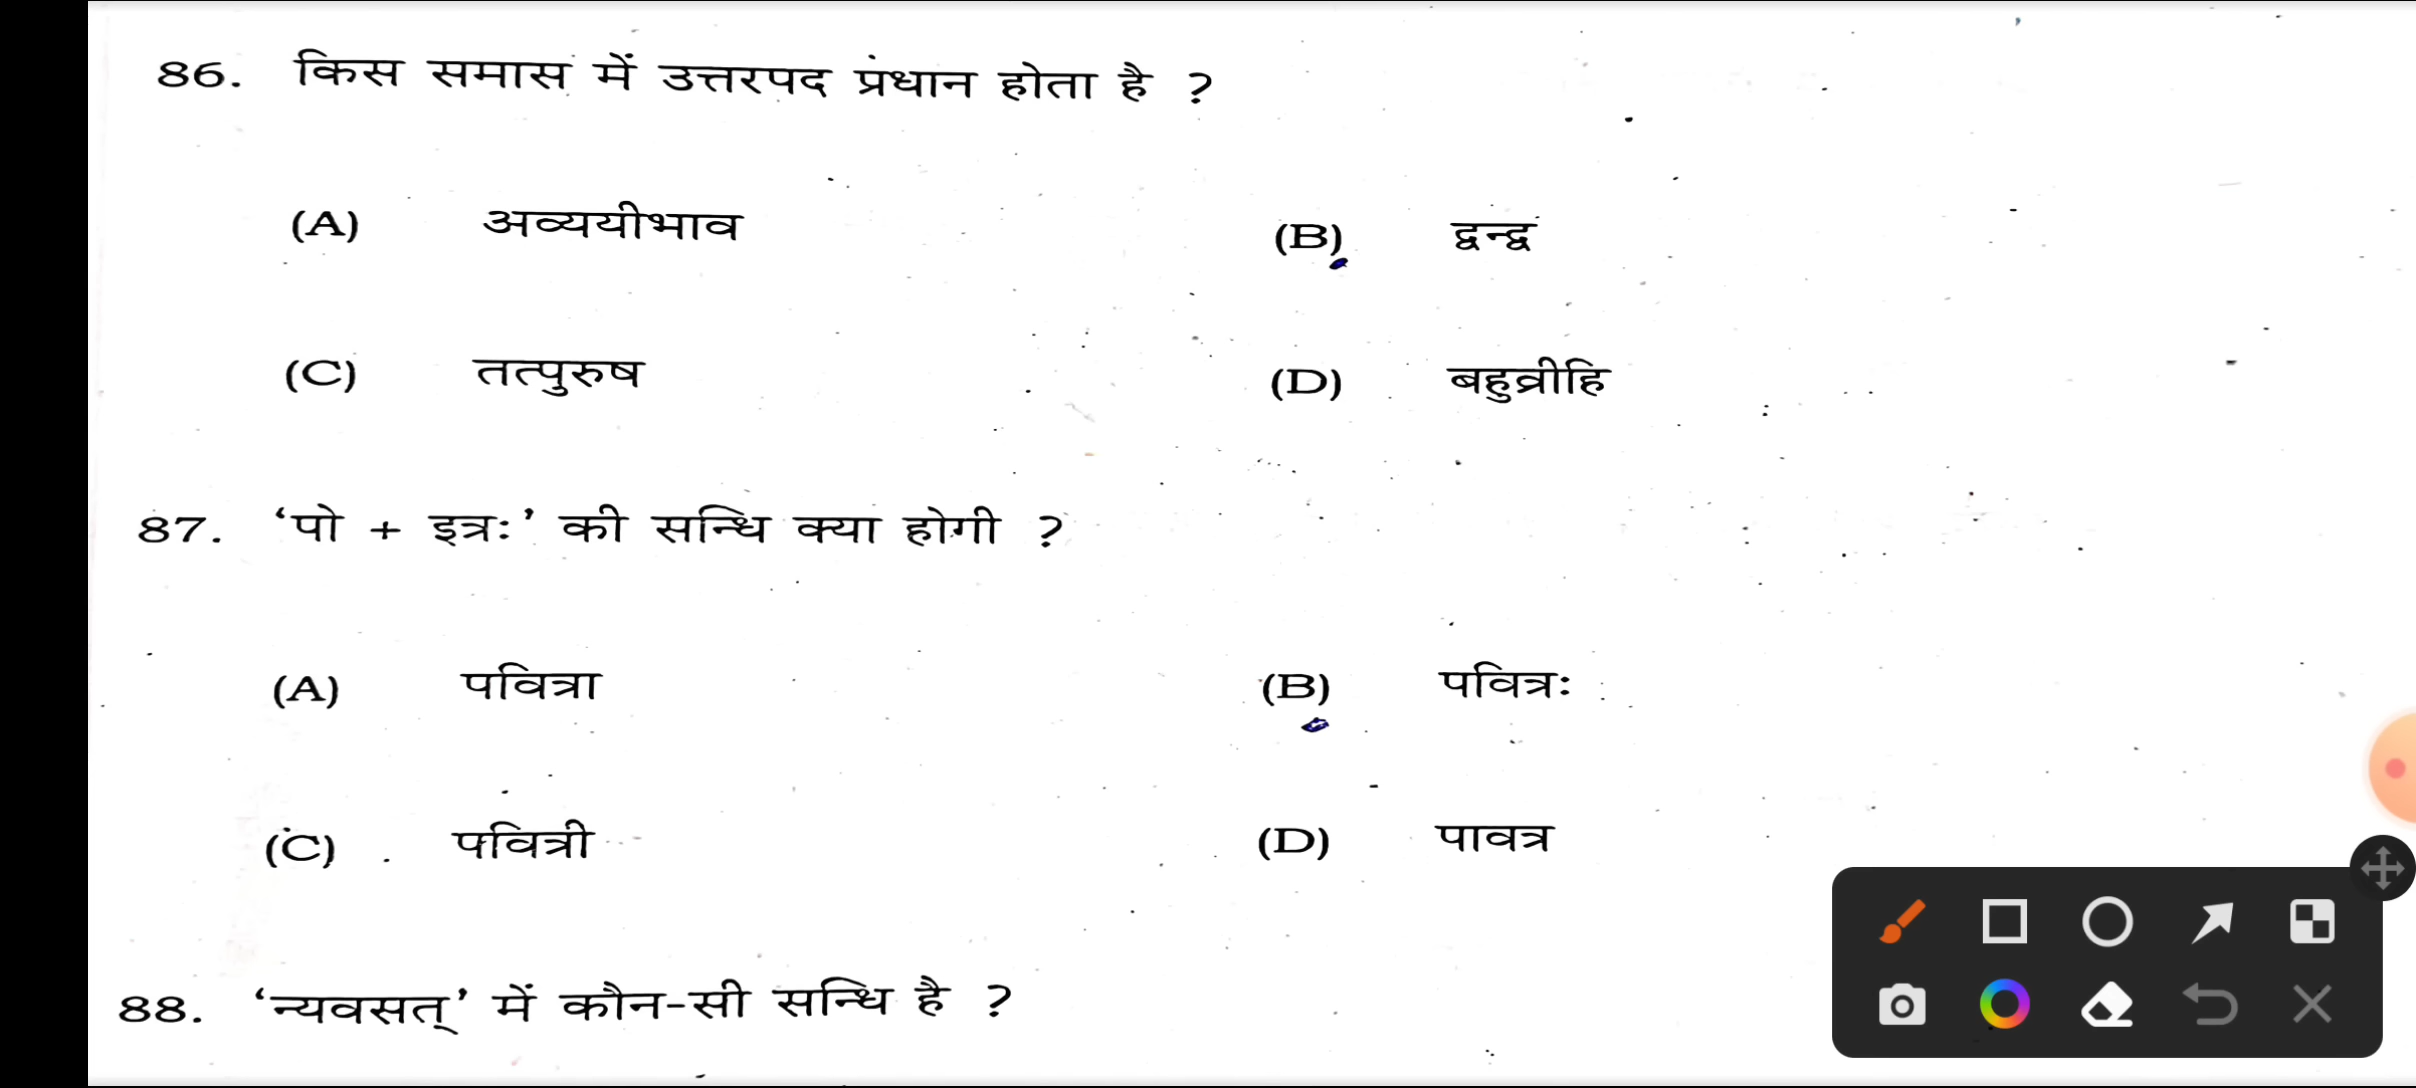 86. किस समास में उत्तरपद प्रधान होता है ?
(A) अव्ययीभाव (B) द्वन्द्व
(C) तत्पुरुष (D) बहुव्रीहि
87. ‘पो + इत्रः’ की सन्धि क्या होगी ?
(A) पवित्रा (B) पवित्रः
(C) पवित्री (D) पावत्र
88. ‘न्यवसत्’ में कौन-सी सन्धि है ?